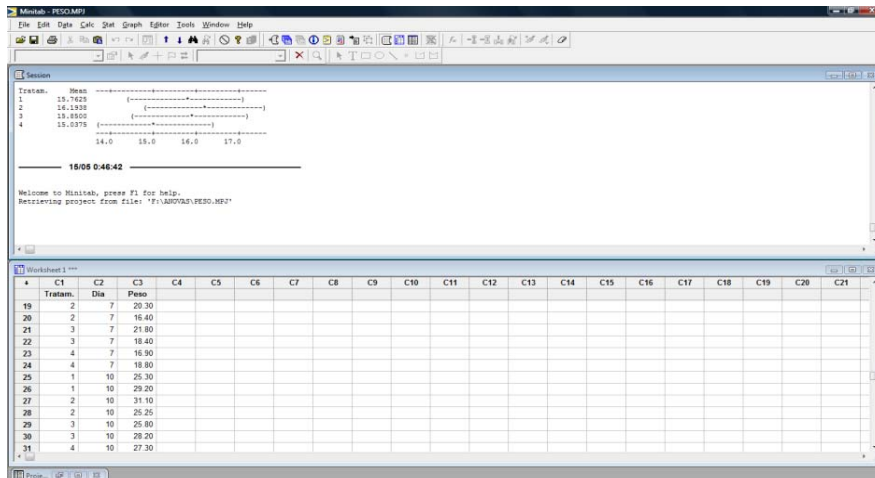 Minitab - PESO.MPJ
File Edit Data Calc Stat Graph Editor Tools Window Help
Session
Tratam. Mean ---+---------+---------+---------+------
1 15.7625 (-------------*------------)
2 16.1938 (-------------*-------------)
3 15.8500 (-------------*------------)
4 15.0375 (------------*-------------)
---+---------+---------+---------+------
14.0 15.0 16.0 17.0
15/05 0:46:42
Welcome to Minitab, press F1 for help.
Retrieving project from file: 'F:\ANOVAS\PESO.MPJ'
Worksheet 1 ***
C1 C2 C3 C4 C5 C6 C7 C8 C9 C10 C11 C12 C13 C14 C15 C16 C17 C18 C19 C20 C21
Tratam. Dia Peso
19 2 7 20.30
20 2 7 16.40
21 3 7 21.80
22 3 7 18.40
23 4 7 16.90
24 4 7 18.80
25 1 10 25.30
26 1 10 29.20
27 2 10 31.10
28 2 10 25.25
29 3 10 25.80
30 3 10 28.20
31 4 10 27.30
Proje...